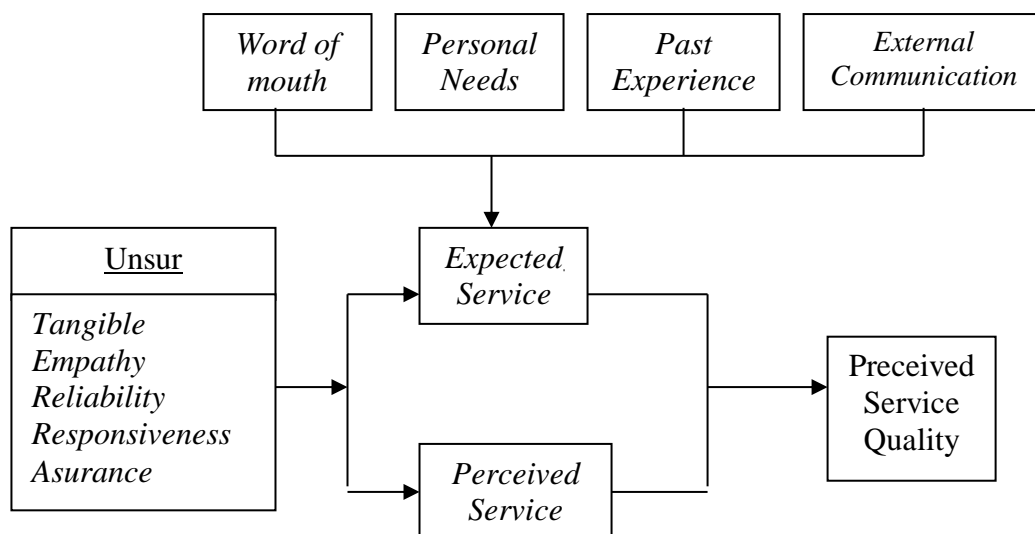 Word of
mouth
Personal
Needs
Past
Experience
External
Communication
Unsur
Tangible
Empathy
Reliability
Responsiveness
Asurance
Expected
Service
Perceived
Service
Preceived
Service
Quality